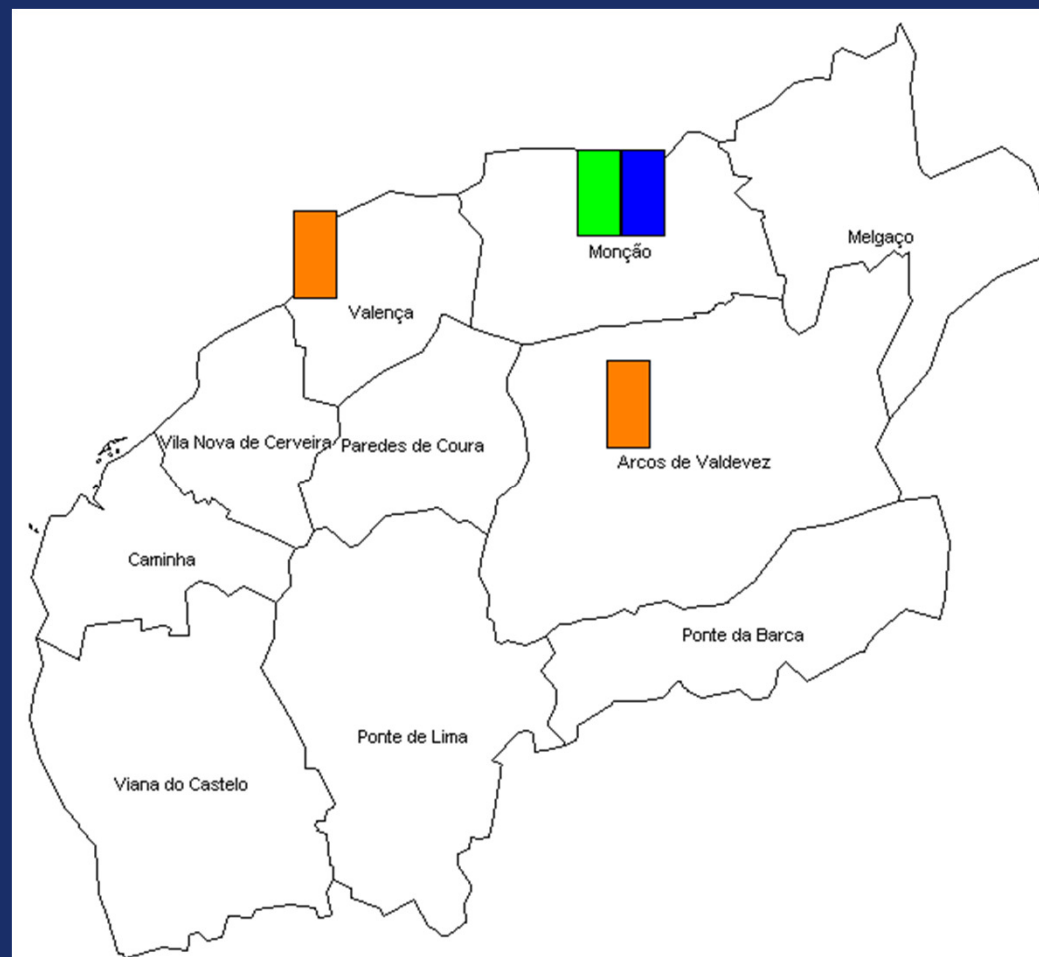 Melgaço
Monção
Valença
Vila Nova de Cerveira
Paredes de Coura
Arcos de Valdevez
Caminha
Ponte da Barca
Ponte de Lima
Viana do Castelo